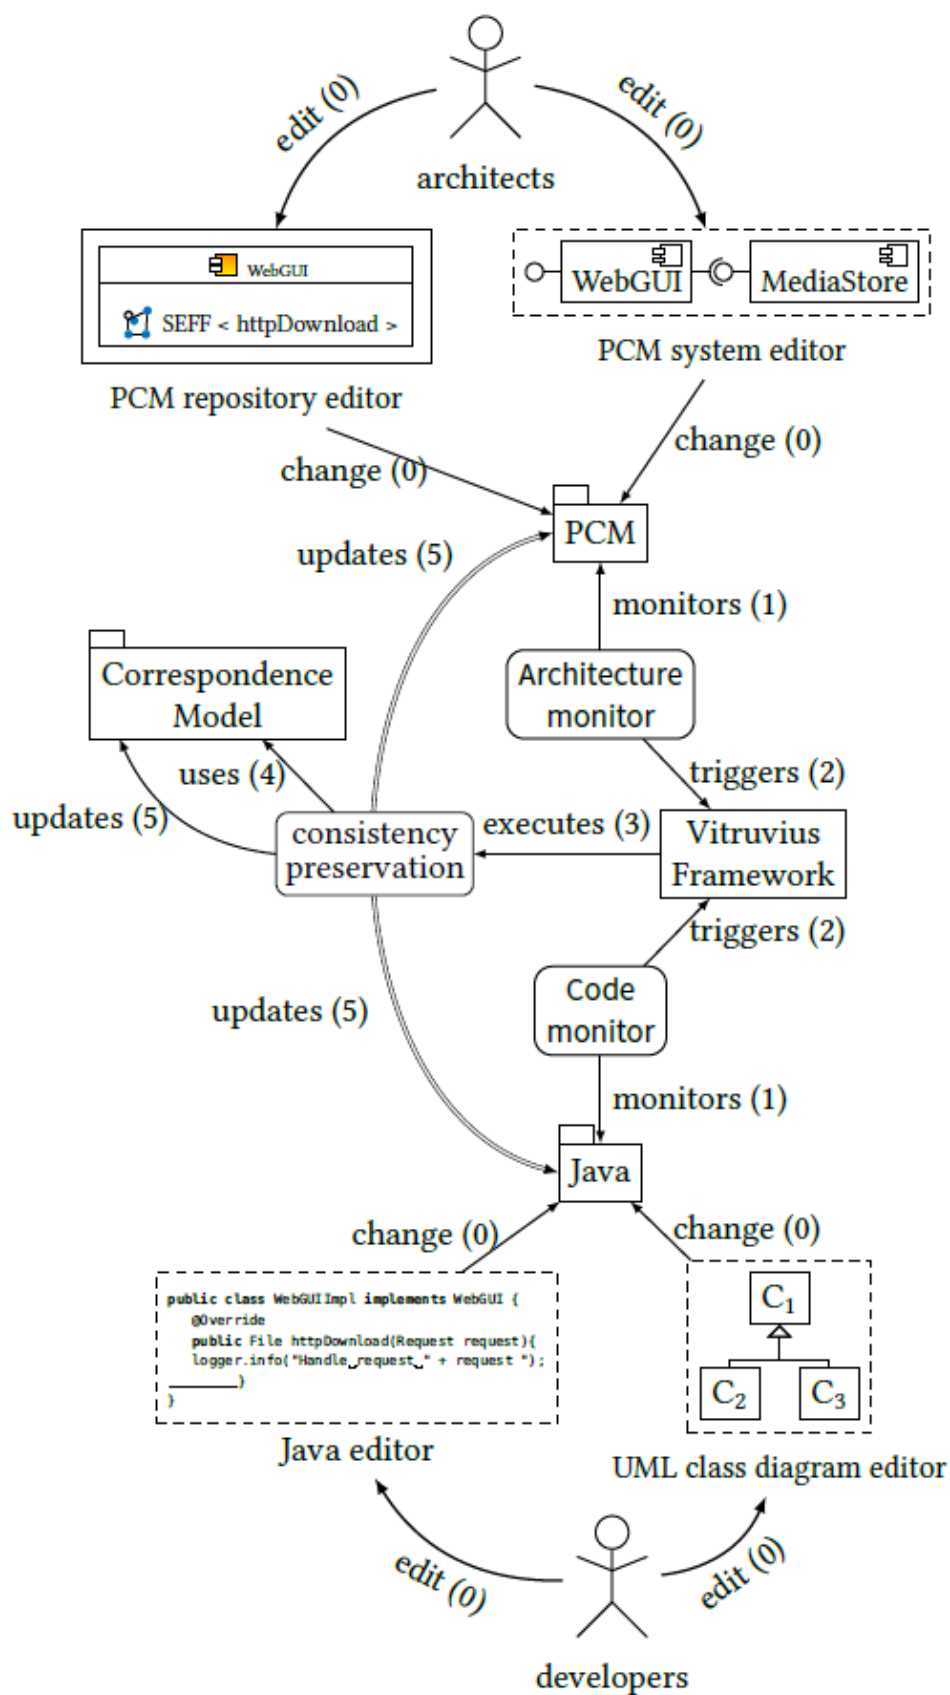 edit (0)
edit (0)
architects
WebGUI
SEFF < httpDownload >
WebGUI
MediaStore
PCM repository editor
PCM system editor
change (0)
change (0)
PCM
updates (5)
monitors (1)
Correspondence
Model
Architecture
monitor
uses (4)
triggers (2)
updates (5)
consistency
preservation
executes (3)
Vitruvius
Framework
triggers (2)
updates (5)
Code
monitor
monitors (1)
Java
change (0)
change (0)
public class WebGUIImpl implements WebGUI {
@Override
public File httpDownload(Request request){
logger.info("Handle␣request␣" + request ");
}
}
C1
C2
C3
Java editor
UML class diagram editor
edit (0)
edit (0)
developers